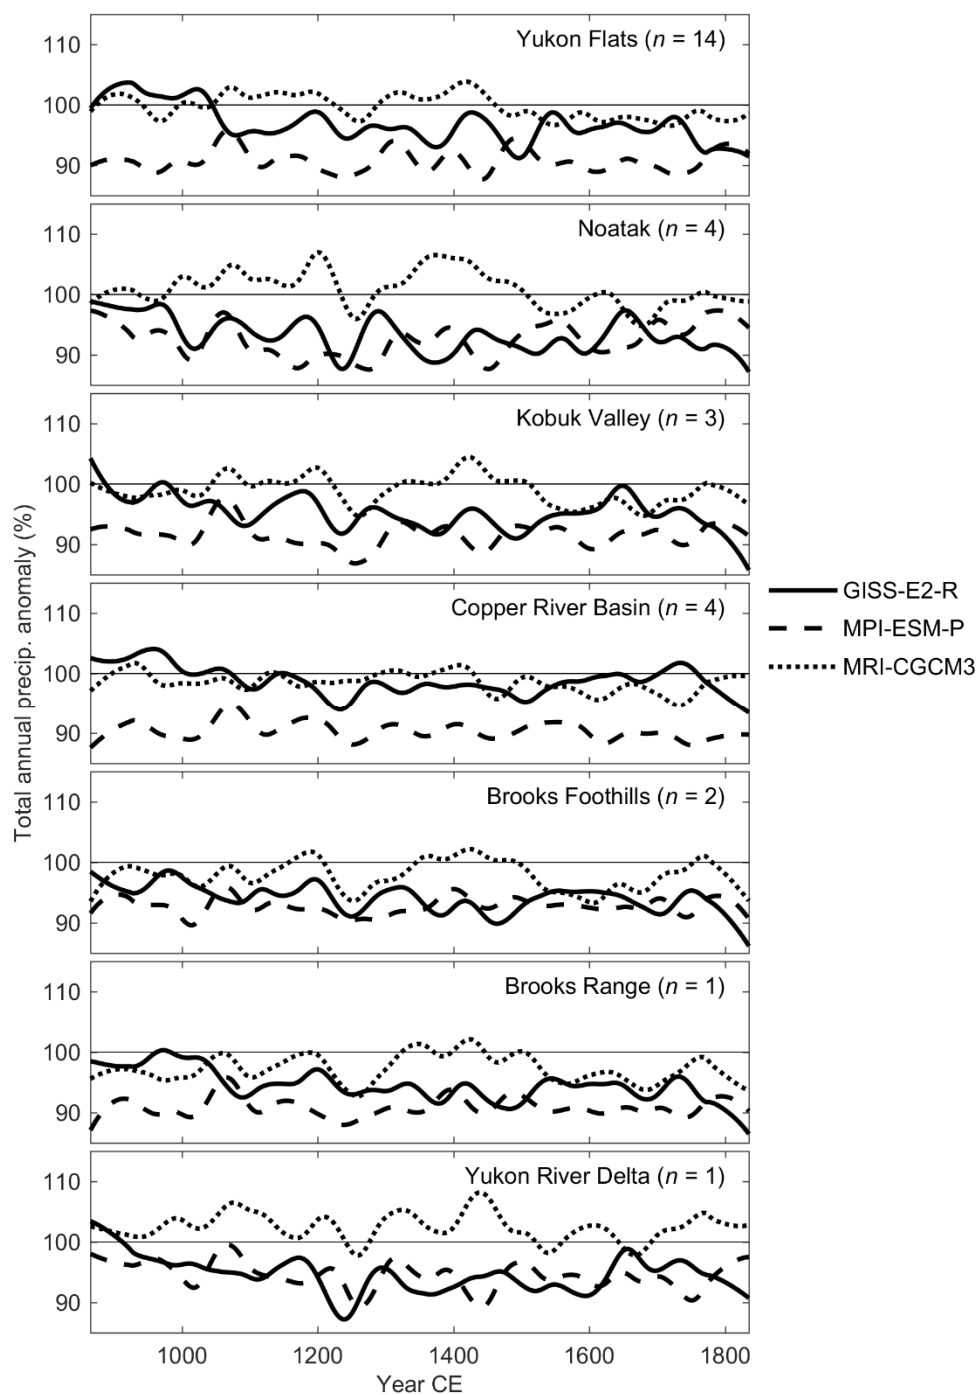 Yukon Flats (n = 14)
110
100
90
Noatak (n = 4)
110
100
90
Kobuk Valley (n = 3)
110
100
90
Copper River Basin (n = 4)
110
100
90
Brooks Foothills (n = 2)
110
100
90
Brooks Range (n = 1)
110
100
90
Yukon River Delta (n = 1)
110
100
90
1000 1200 1400 1600 1800
Year CE
Total annual precip. anomaly (%)
GISS-E2-R
MPI-ESM-P
MRI-CGCM3